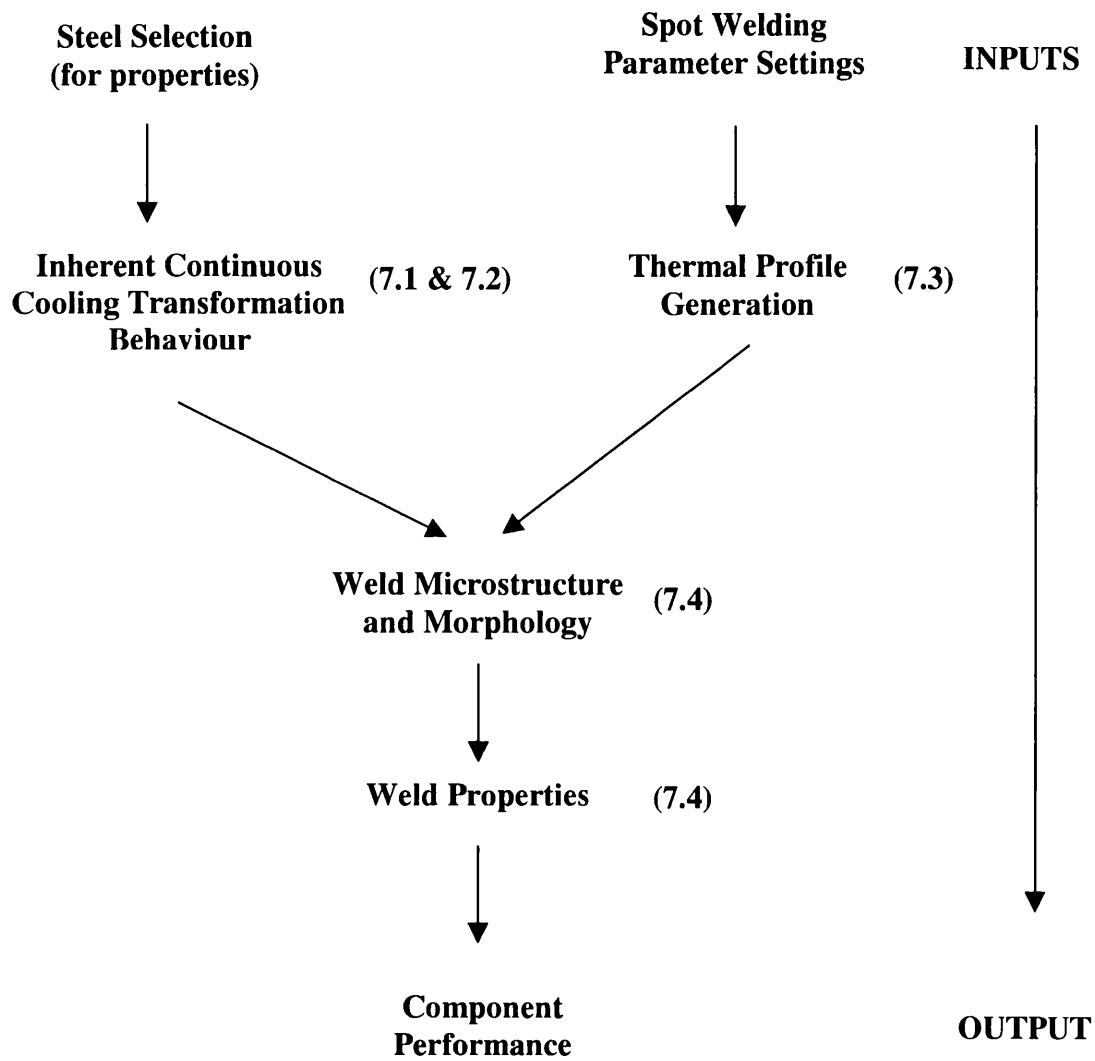 Steel Selection
(for properties)
Spot Welding
Parameter Settings
INPUTS
Inherent Continuous
Cooling Transformation
Behaviour
(7.1 & 7.2)
Thermal Profile
Generation
(7.3)
Weld Microstructure
and Morphology
(7.4)
Weld Properties
(7.4)
Component
Performance
OUTPUT